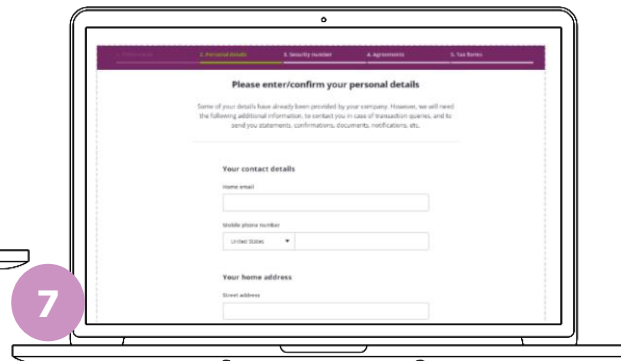 2. Personal details 3. Security number 4. Agreements 5. Tax forms
Please enter/confirm your personal details
Some of your details have already been provided by your company. However, we will need
the following additional information, to contact you in case of transaction queries, and to
send you statements, confirmations, documents, notifications, etc.
Your contact details
Home email
Mobile phone number
United States
Your home address
Street address
7